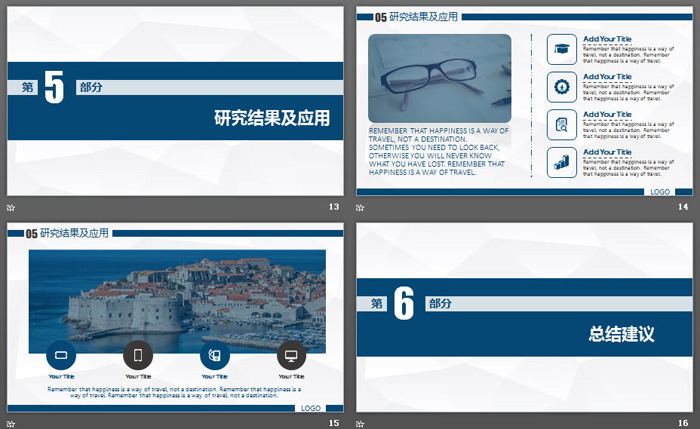 第 5 部分
研究结果及应用
13
05 研究结果及应用
REMEMBER THAT HAPPINESS IS A WAY OF
TRAVEL, NOT A DESTINATION.
SOMETIMES YOU NEED TO LOOK BACK,
OTHERWISE YOU WILL NEVER KNOW
WHAT YOU HAVE LOST. REMEMBER THAT
HAPPINESS IS A WAY OF TRAVEL.
Add Your Title
Remember that happiness is a way of
travel, not a destination. Remember
that happiness is a way of travel.
Add Your Title
Remember that happiness is a way of
travel, not a destination. Remember
that happiness is a way of travel.
Add Your Title
Remember that happiness is a way of
travel, not a destination. Remember
that happiness is a way of travel.
Add Your Title
Remember that happiness is a way of
travel, not a destination. Remember
that happiness is a way of travel.
LOGO
14
05 研究结果及应用
Your Title Your Title Your Title Your Title
Remember that happiness is a way of travel, not a destination. Remember that happiness is a
way of travel. Remember that happiness is a way of travel, not a destination.
LOGO
15
第 6 部分
总结建议
16